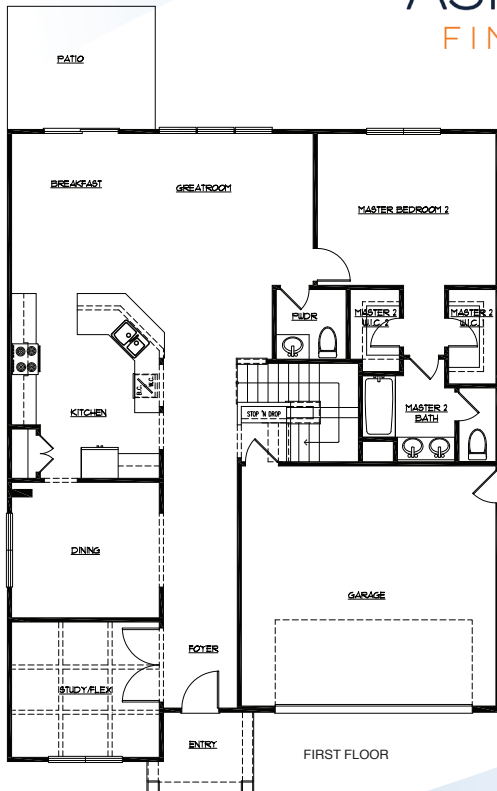 PATIO
BREAKFAST
GREATROOM
MASTER BEDROOM 2
PWDR
MASTER 2
W.I.C. 2
MASTER 2
KITCHEN
STOP 'N DROP
MASTER 2
BATH
DINING
GARAGE
FOYER
STUDY/FLEX
ENTRY
FIRST FLOOR